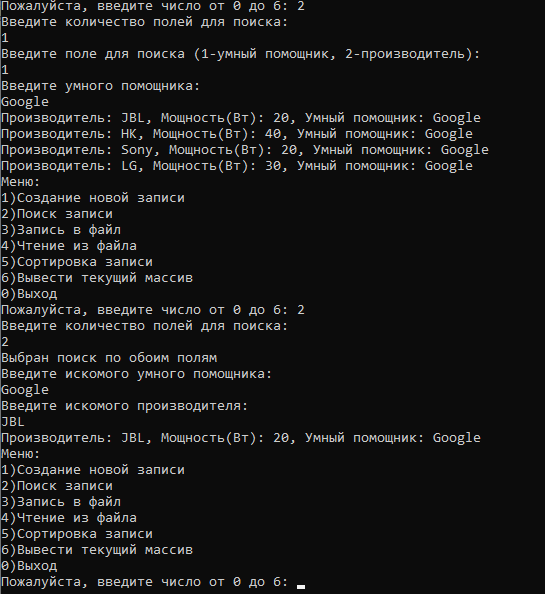 Пожалуйста, введите число от 0 до 6: 2
Введите количество полей для поиска:
1
Введите поле для поиска (1-умный помощник, 2-производитель):
1
Введите умного помощника:
Google
Производитель: JBL, Мощность(Вт): 20, Умный помощник: Google
Производитель: HK, Мощность(Вт): 40, Умный помощник: Google
Производитель: Sony, Мощность(Вт): 20, Умный помощник: Google
Производитель: LG, Мощность(Вт): 30, Умный помощник: Google
Меню:
1)Создание новой записи
2)Поиск записи
3)Запись в файл
4)Чтение из файла
5)Сортировка записи
6)Вывести текущий массив
0)Выход
Пожалуйста, введите число от 0 до 6: 2
Введите количество полей для поиска:
2
Выбран поиск по обоим полям
Введите искомого умного помощника:
Google
Введите искомого производителя:
JBL
Производитель: JBL, Мощность(Вт): 20, Умный помощник: Google
Меню:
1)Создание новой записи
2)Поиск записи
3)Запись в файл
4)Чтение из файла
5)Сортировка записи
6)Вывести текущий массив
0)Выход
Пожалуйста, введите число от 0 до 6: